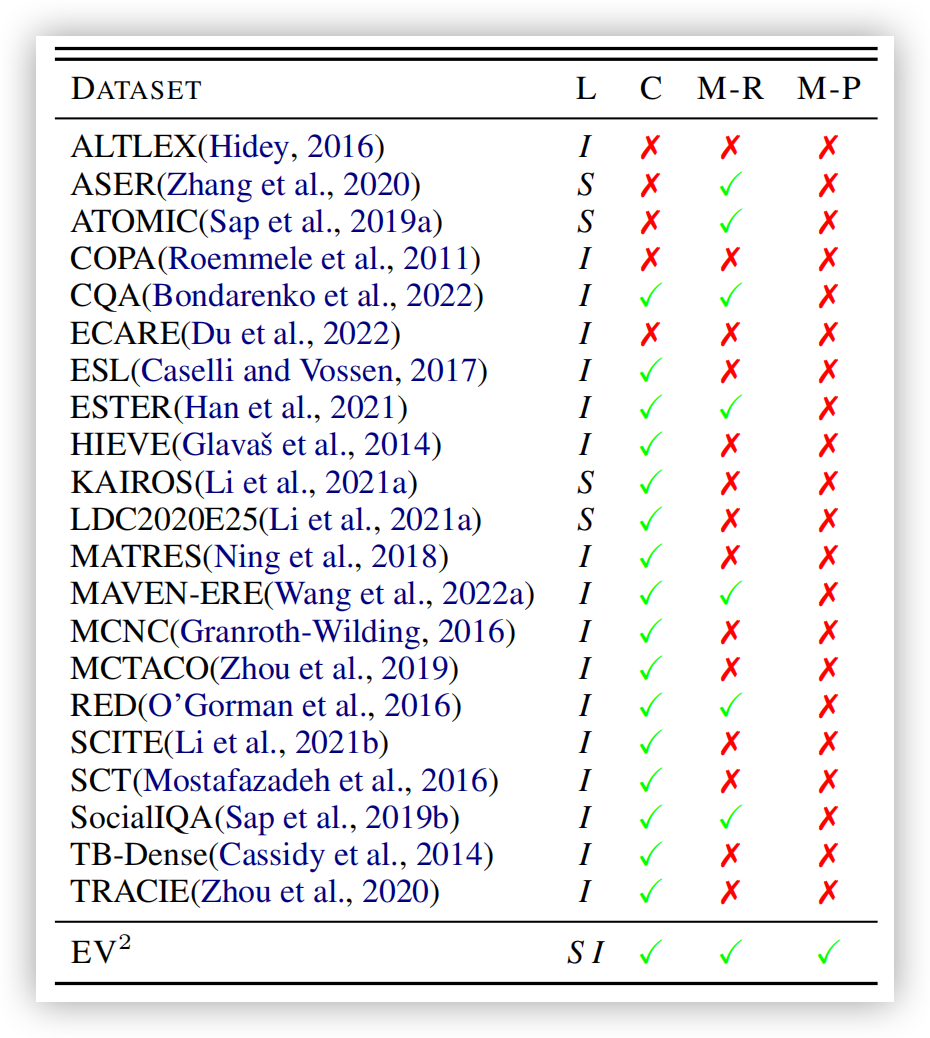 DATASET L C M-R M-P
ALTLEX(Hidey, 2016) I ✗ ✗ ✗
ASER(Zhang et al., 2020) S ✗ ✓ ✗
ATOMIC(Sap et al., 2019a) S ✗ ✓ ✗
COPA(Roemmele et al., 2011) I ✗ ✗ ✗
CQA(Bondarenko et al., 2022) I ✓ ✓ ✗
ECARE(Du et al., 2022) I ✗ ✗ ✗
ESL(Caselli and Vossen, 2017) I ✓ ✗ ✗
ESTER(Han et al., 2021) I ✓ ✓ ✗
HIEVE(Glavaš et al., 2014) I ✓ ✗ ✗
KAIROS(Li et al., 2021a) S ✓ ✗ ✗
LDC2020E25(Li et al., 2021a) S ✓ ✗ ✗
MATRES(Ning et al., 2018) I ✓ ✗ ✗
MAVEN-ERE(Wang et al., 2022a) I ✓ ✓ ✗
MCNC(Granroth-Wilding, 2016) I ✓ ✗ ✗
MCTACO(Zhou et al., 2019) I ✓ ✗ ✗
RED(O’Gorman et al., 2016) I ✓ ✓ ✗
SCITE(Li et al., 2021b) I ✓ ✗ ✗
SCT(Mostafazadeh et al., 2016) I ✓ ✗ ✗
SocialIQA(Sap et al., 2019b) I ✓ ✓ ✗
TB-Dense(Cassidy et al., 2014) I ✓ ✗ ✗
TRACIE(Zhou et al., 2020) I ✓ ✗ ✗
EV² S I ✓ ✓ ✓